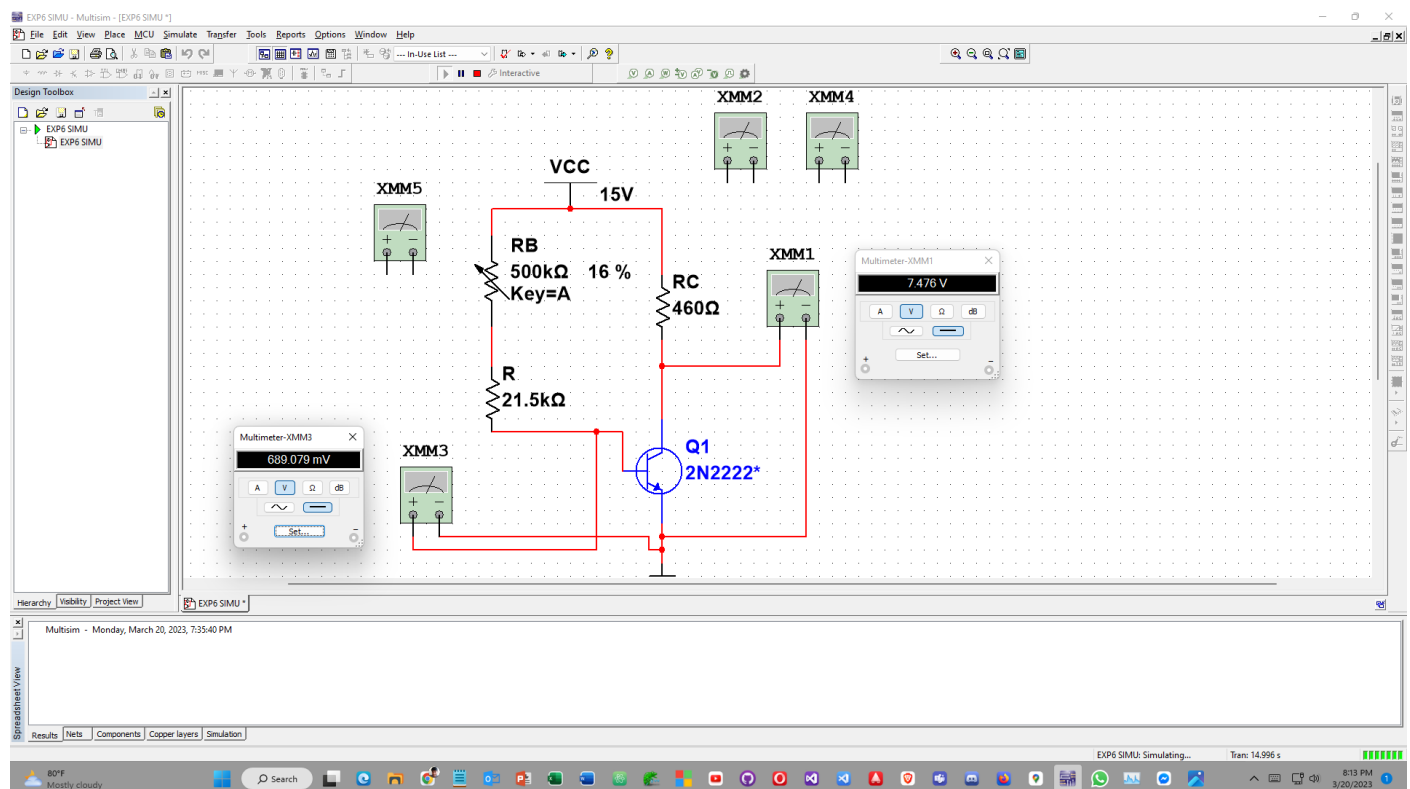 EXP6 SIMU - Multisim - [EXP6 SIMU *]
File Edit View Place MCU Simulate Transfer Tools Reports Options Window Help
--- In-Use List ---
Interactive
Design Toolbox
EXP6 SIMU
EXP6 SIMU
XMM2
XMM4
VCC
15V
XMM5
RB
500kΩ 16 %
Key=A
RC
460Ω
XMM1
Multimeter-XMM1
7.476 V
A V Ω dB
Set...
+ -
R
21.5kΩ
Multimeter-XMM3
689.079 mV
A V Ω dB
Set...
+ -
XMM3
Q1
2N2222*
Hierarchy Visibility Project View
EXP6 SIMU *
Multisim - Monday, March 20, 2023, 7:35:40 PM
Spreadsheet View
Results Nets Components Copper layers Simulation
EXP6 SIMU: Simulating... Tran: 14.996 s
80°F
Mostly cloudy
Search
8:13 PM
3/20/2023
1